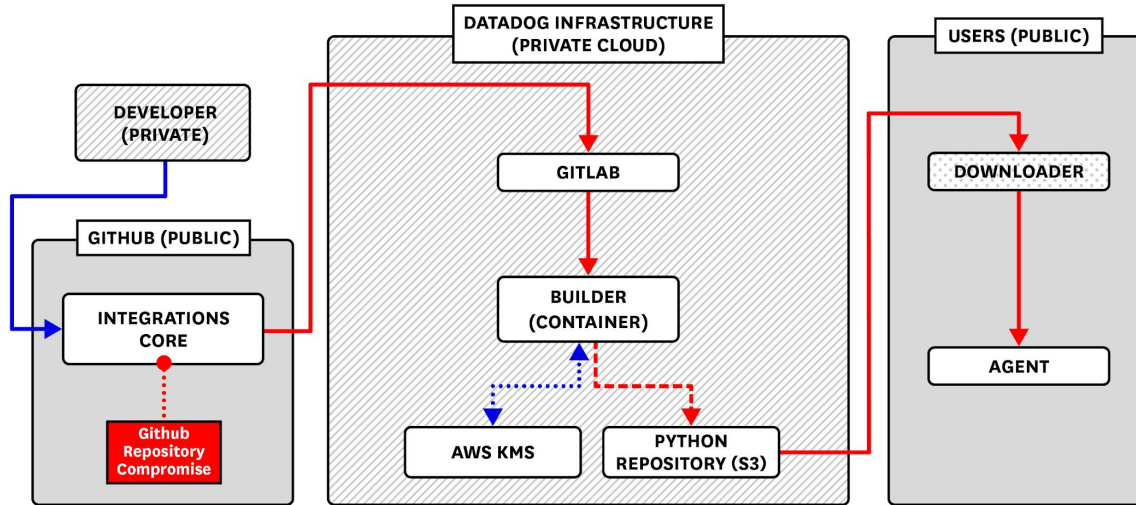 DATADOG INFRASTRUCTURE
(PRIVATE CLOUD)
USERS (PUBLIC)
DEVELOPER
(PRIVATE)
GITLAB
DOWNLOADER
GITHUB (PUBLIC)
INTEGRATIONS
CORE
BUILDER
(CONTAINER)
AGENT
Github
Repository
Compromise
AWS KMS
PYTHON
REPOSITORY (S3)